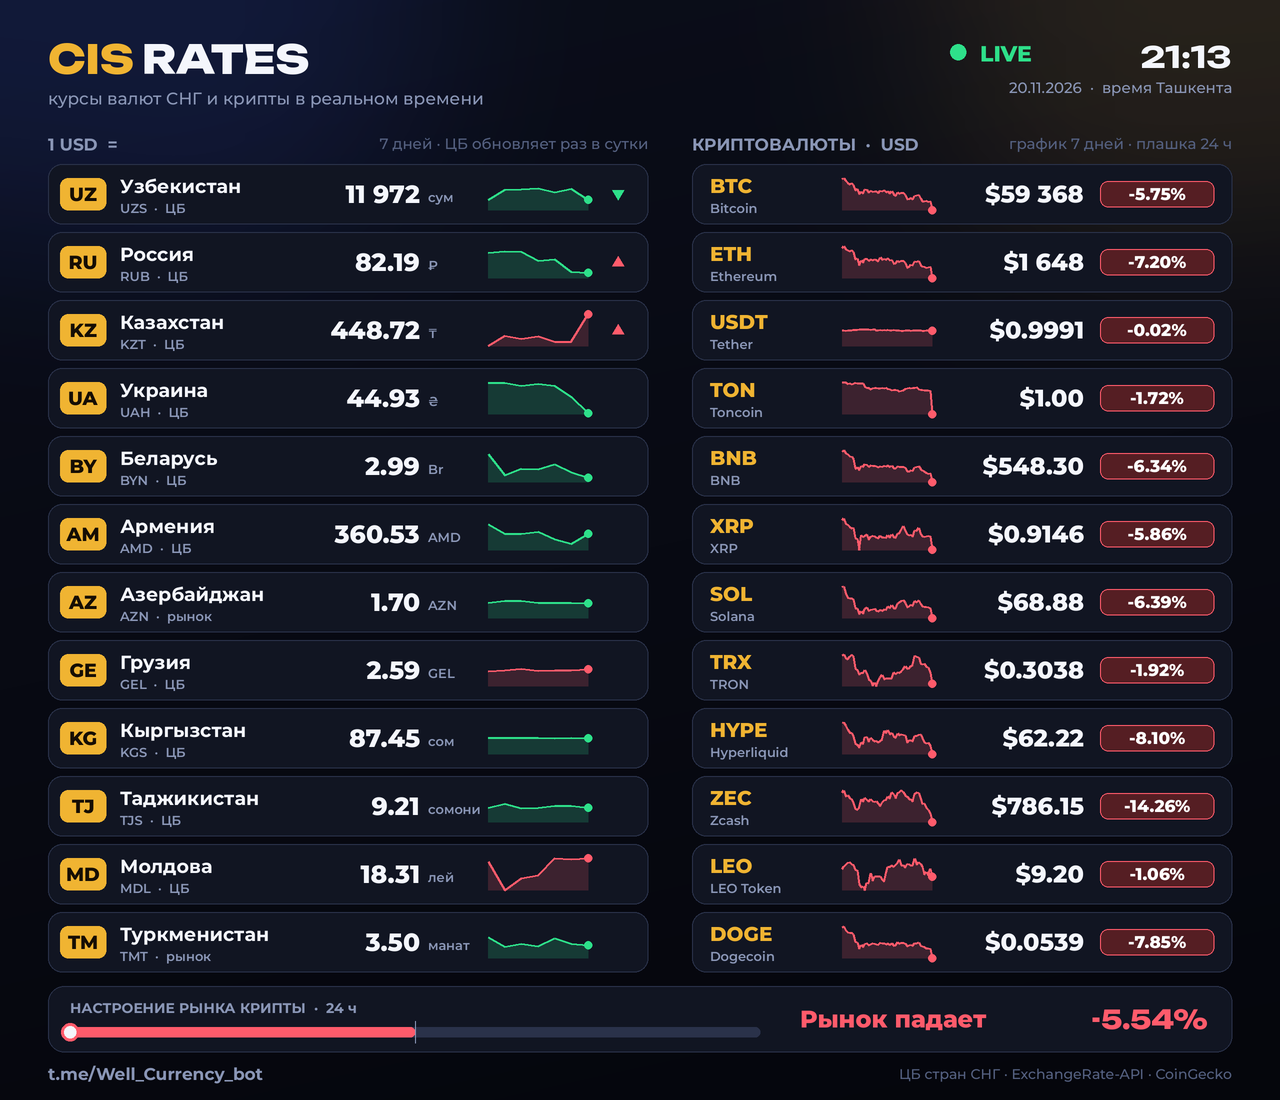 CIS RATES
курсы валют СНГ и крипты в реальном времени
LIVE
21:13
20.11.2026 · время Ташкента
1 USD =
7 дней · ЦБ обновляет раз в сутки
UZ Узбекистан 11 972 сум
UZS · ЦБ
RU Россия 82.19 ₽
RUB · ЦБ
KZ Казахстан 448.72 ₸
KZT · ЦБ
UA Украина 44.93 ₴
UAH · ЦБ
BY Беларусь 2.99 Br
BYN · ЦБ
AM Армения 360.53 AMD
AMD · ЦБ
AZ Азербайджан 1.70 AZN
AZN · рынок
GE Грузия 2.59 GEL
GEL · ЦБ
KG Кыргызстан 87.45 сом
KGS · ЦБ
TJ Таджикистан 9.21 сомони
TJS · ЦБ
MD Молдова 18.31 лей
MDL · ЦБ
TM Туркменистан 3.50 манат
TMT · рынок
КРИПТОВАЛЮТЫ · USD
график 7 дней · плашка 24 ч
BTC $59 368 -5.75%
Bitcoin
ETH $1 648 -7.20%
Ethereum
USDT $0.9991 -0.02%
Tether
TON $1.00 -1.72%
Toncoin
BNB $548.30 -6.34%
BNB
XRP $0.9146 -5.86%
XRP
SOL $68.88 -6.39%
Solana
TRX $0.3038 -1.92%
TRON
HYPE $62.22 -8.10%
Hyperliquid
ZEC $786.15 -14.26%
Zcash
LEO $9.20 -1.06%
LEO Token
DOGE $0.0539 -7.85%
Dogecoin
НАСТРОЕНИЕ РЫНКА КРИПТЫ · 24 ч
Рынок падает -5.54%
t.me/Well_Currency_bot
ЦБ стран СНГ · ExchangeRate-API · CoinGecko